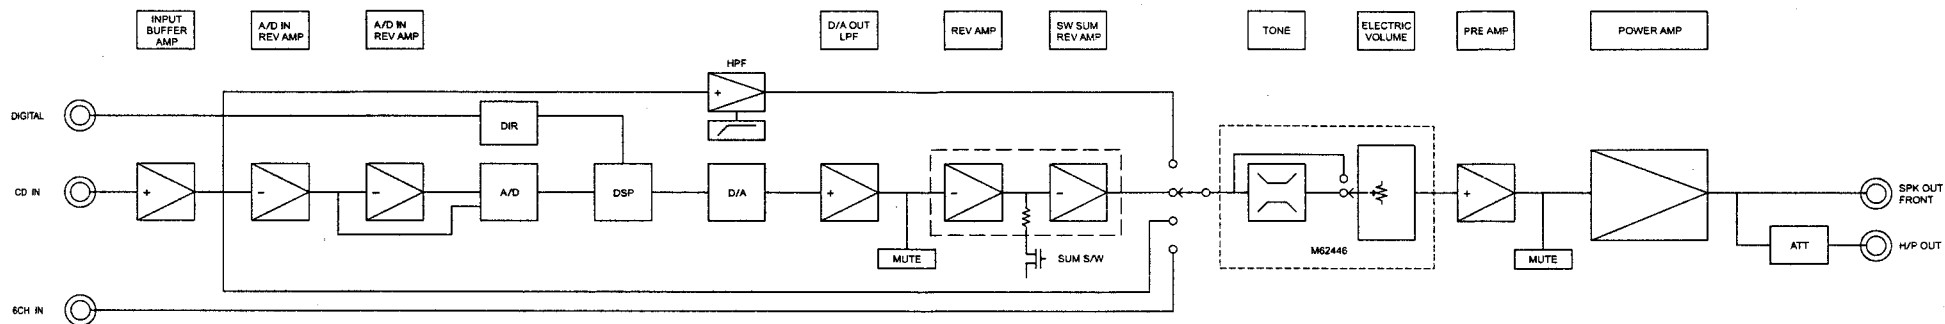 INPUT
BUFFER
AMP
A/D IN
REV AMP
A/D IN
REV AMP
D/A OUT
LPF
REV AMP
SW SUM
REV AMP
TONE
ELECTRIC
VOLUME
PRE AMP
POWER AMP
HPF
+
DIGITAL
DIR
CD IN
+
-
-
A/D
DSP
D/A
+
-
-
+
SPK OUT
FRONT
MUTE
SUM S/W
M62446
MUTE
ATT
H/P OUT
6CH IN